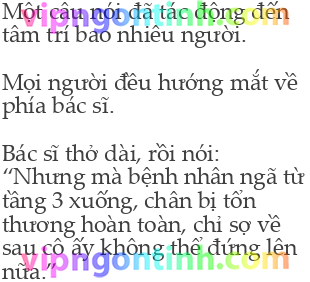 Một câu nói đã tác động đến
tâm trí bao nhiêu người.
vipngontinh.com
Mọi người đều hướng mắt về
phía bác sĩ.
Bác sĩ thở dài, rồi nói:
“Nhưng mà bệnh nhân ngã từ
tầng 3 xuống, chân bị tổn
thương hoàn toàn, chỉ sợ về
sau cô ấy không thể đứng lên
nữa.”
vipngontinh.com